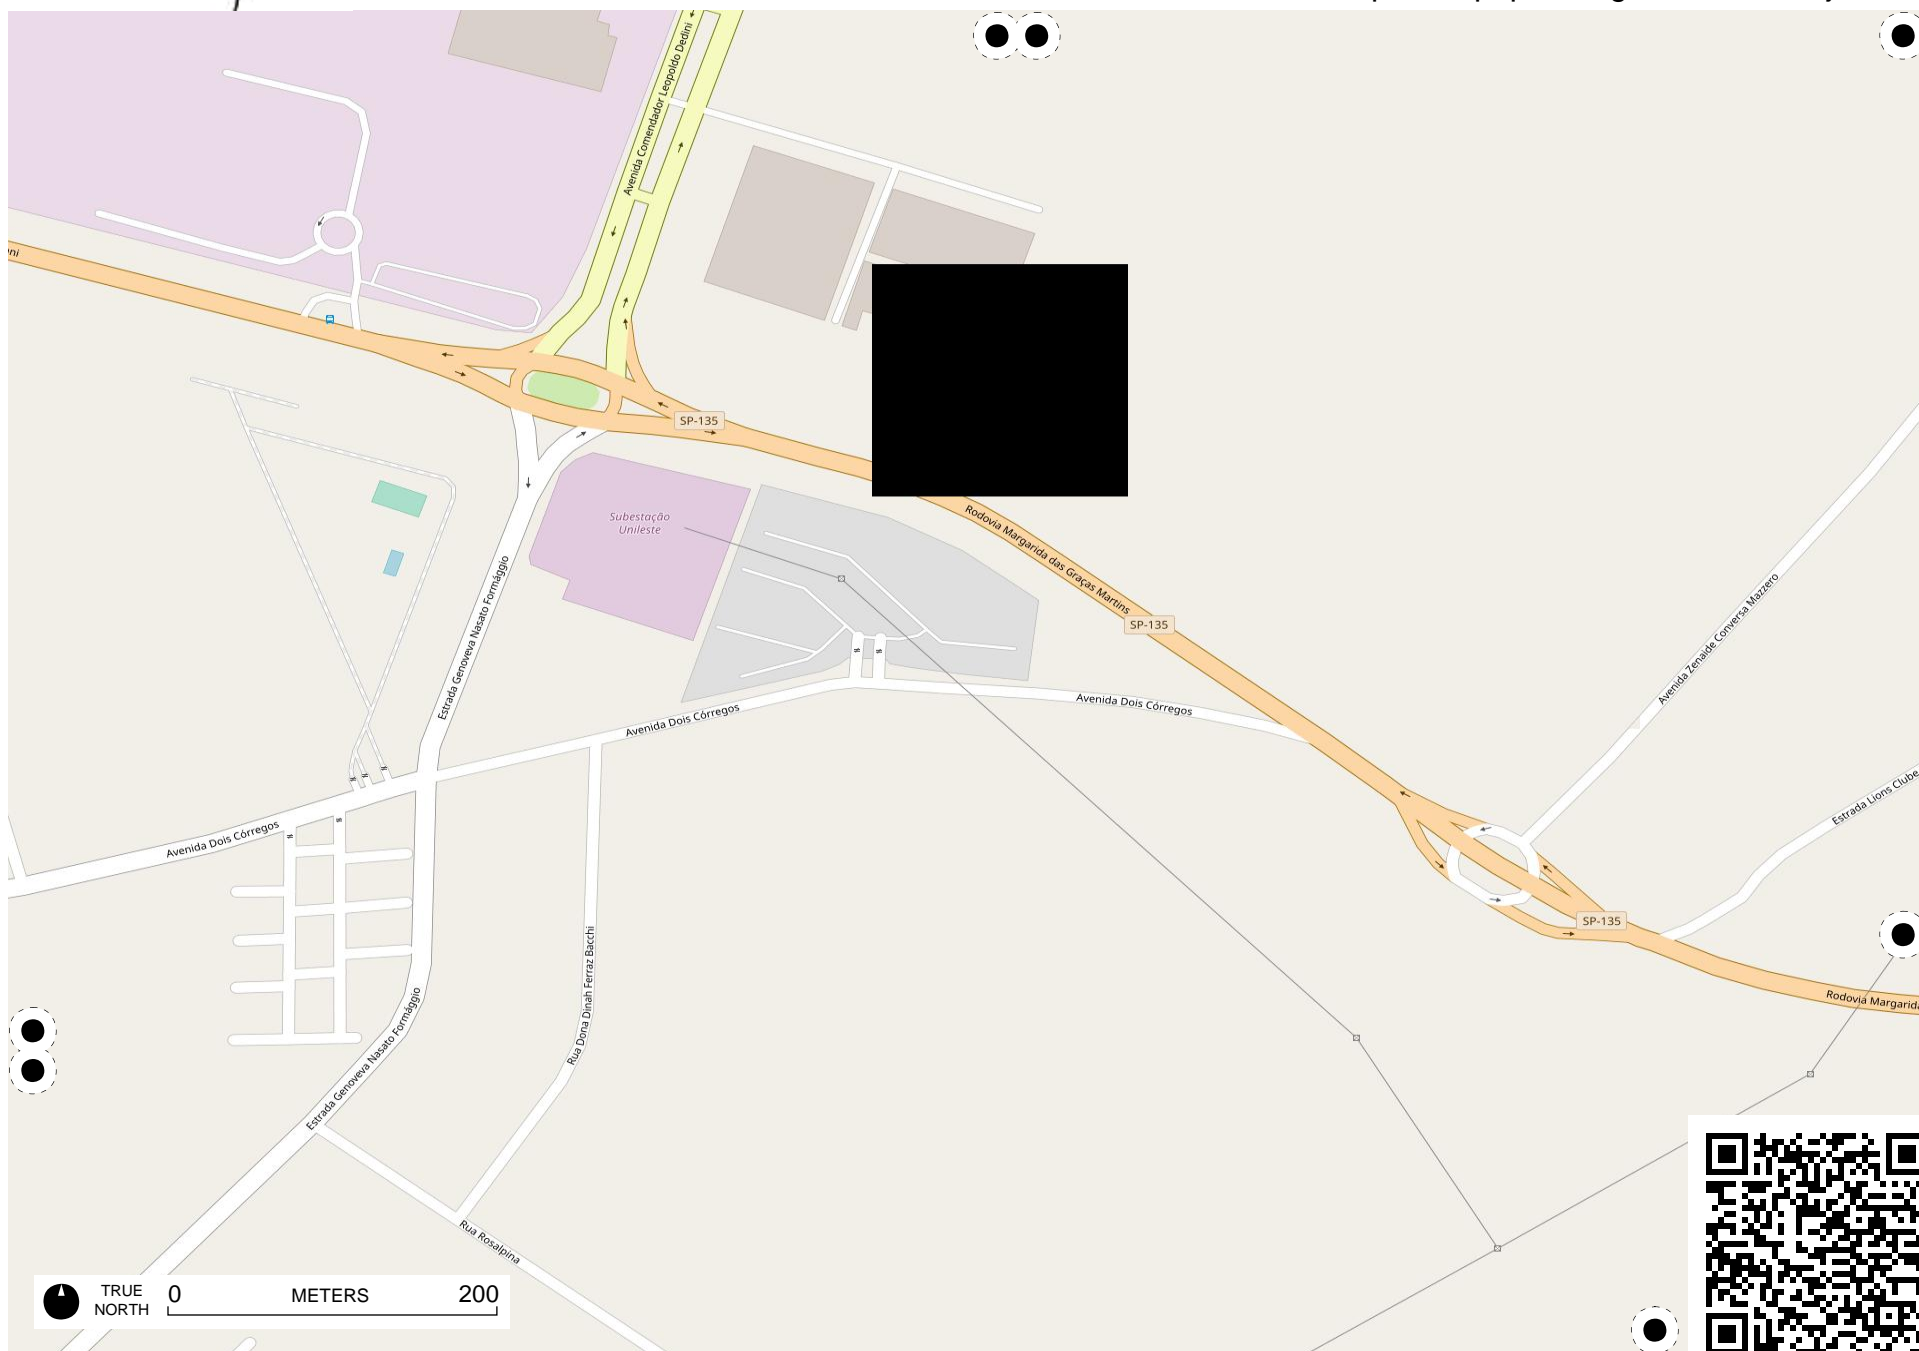 Avenida Comendador Leopoldo Dedini
SP-135
Subestação
Unileste
Rodovia Margarida das Graças Martins
SP-135
Estrada Genoveva Nasato Formággio
Avenida Zenaide Conversa Mazzero
Avenida Dois Córregos
Avenida Dois Córregos
Estrada Lions Clube
Avenida Dois Córregos
SP-135
Rua Dona Dinah Ferraz Bacchi
Rodovia Margarida
Estrada Genoveva Nasato Formággio
Rua Rosalpina
TRUE
NORTH
0 METERS 200